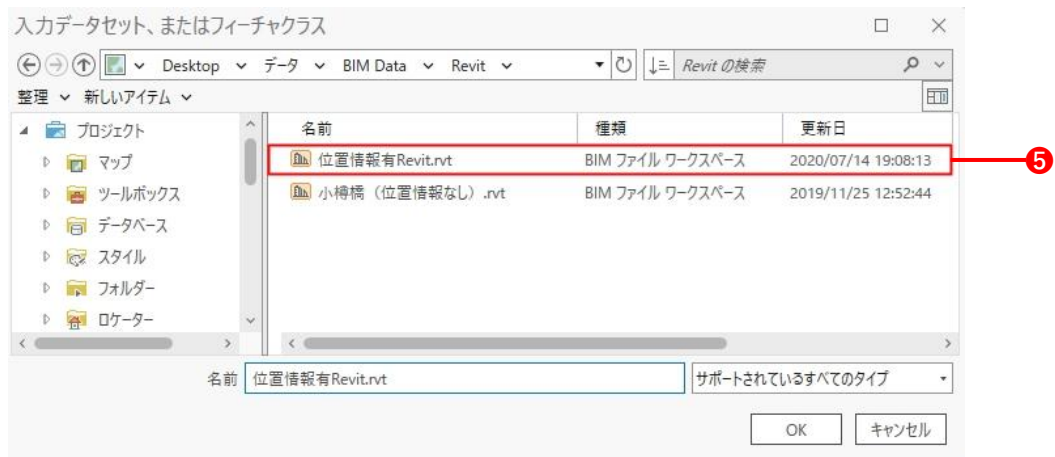 入力データセット、またはフィーチャクラス
Desktop データ BIM Data Revit Revit の検索
整理 新しいアイテム
プロジェクト
マップ
ツールボックス
データベース
スタイル
フォルダー
ロケーター
名前 種類 更新日
位置情報有Revit.rvt BIM ファイル ワークスペース 2020/07/14 19:08:13
小樽橋（位置情報なし）.rvt BIM ファイル ワークスペース 2019/11/25 12:52:44
❺
名前 位置情報有Revit.rvt サポートされているすべてのタイプ
OK キャンセル